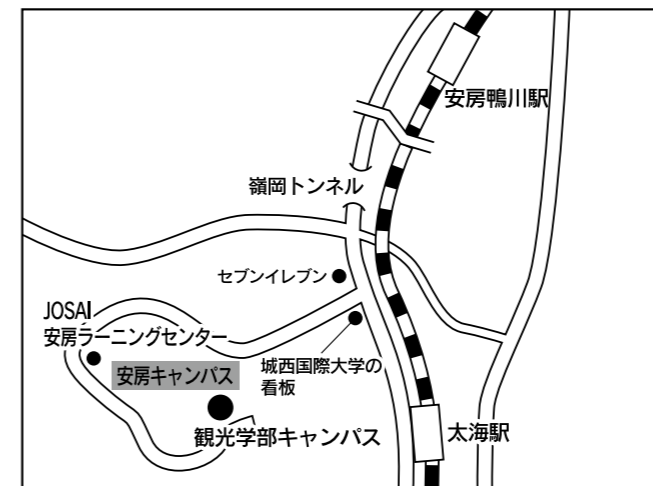 安房鴨川駅
嶺岡トンネル
セブンイレブン
JOSAI
安房ラーニングセンター
城西国際大学の
看板
安房キャンパス
観光学部キャンパス
太海駅